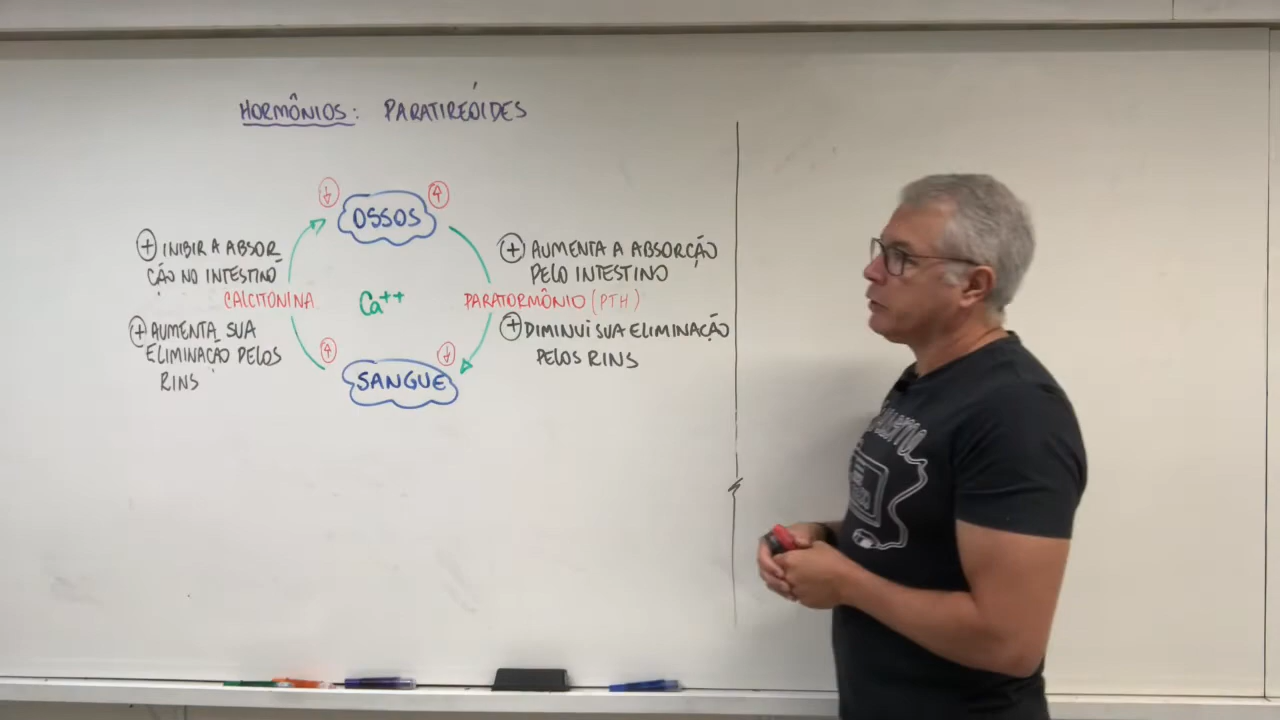 HORMÔNIOS: PARATIREÓIDES
↓ OSSOS ↑
+ INIBIR A ABSOR
ÇÃO NO INTESTINO
CALCITONINA
+ AUMENTA SUA
ELIMINAÇÃO PELOS
RINS
Ca++
+ AUMENTA A ABSORÇÃO
PELO INTESTINO
PARATORMÔNIO (PTH)
+ DIMINUI SUA ELIMINAÇÃO
PELOS RINS
↑ SANGUE ↓